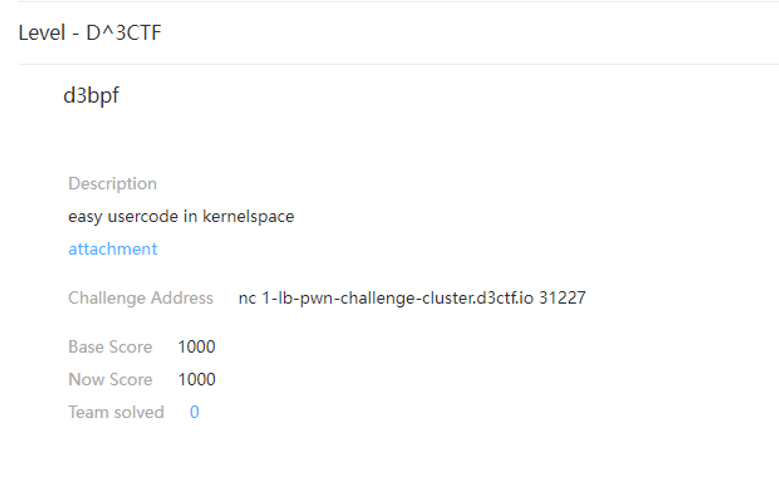 Level - D^3CTF
d3bpf
Description
easy usercode in kernelspace
attachment
Challenge Address nc 1-lb-pwn-challenge-cluster.d3ctf.io 31227
Base Score 1000
Now Score 1000
Team solved 0